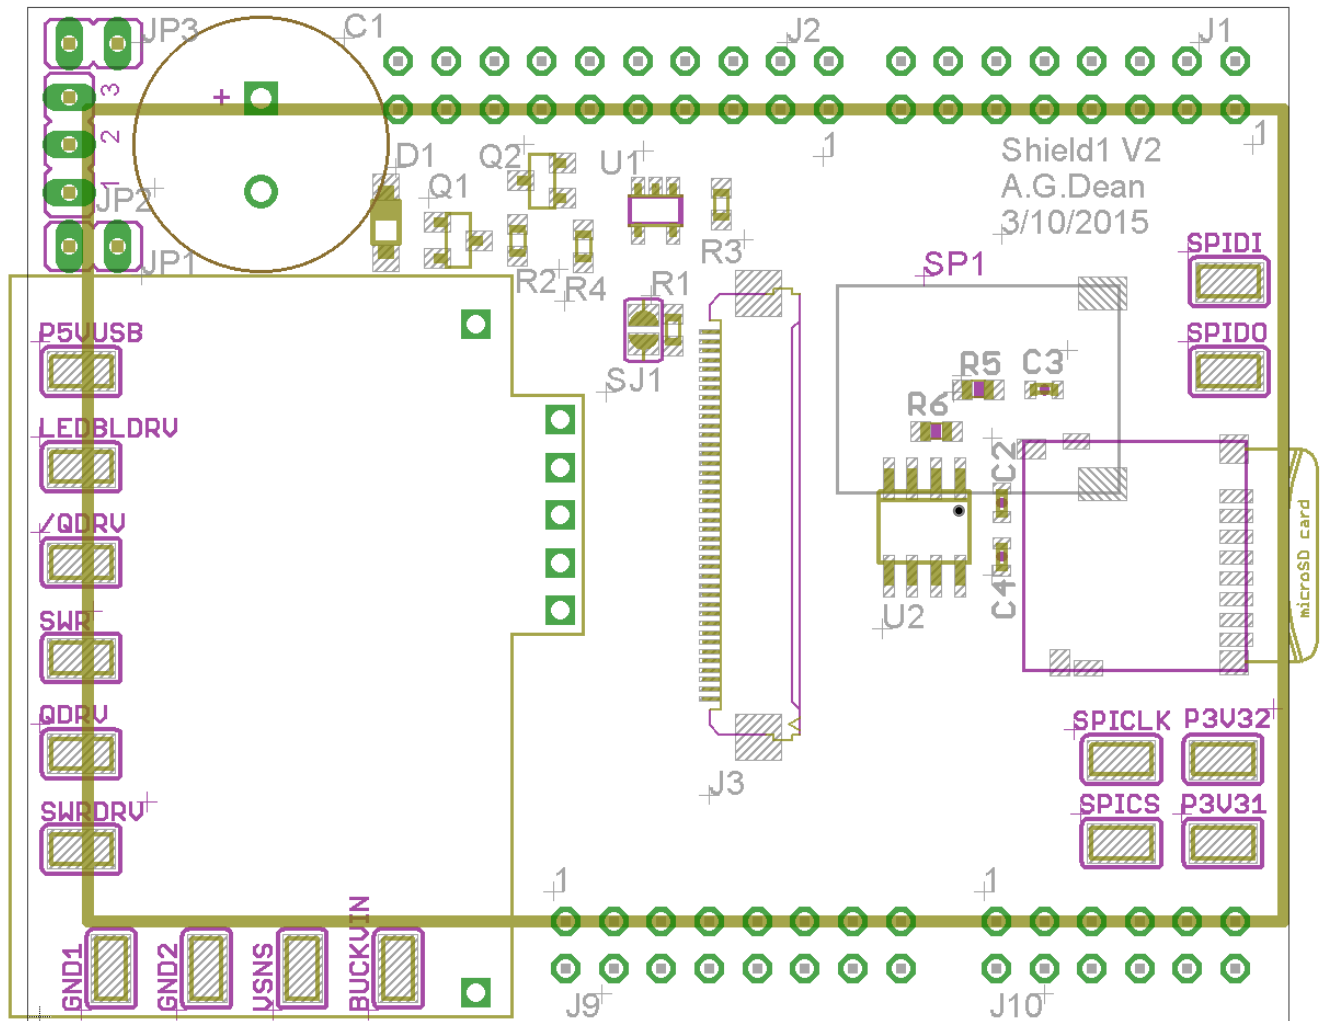 JP3
C1
J2
J1
3
+
2
1
1
Shield1 V2
A.G.Dean
3/10/2015
D1
Q2
U1
Q1
1
JP2
R3
SPIDI
JP1
R2
R4
R1
SP1
P5VUSB
SPIDO
SJ1
R5
C3
R6
LEDBLDRV
C2
/QDRV
microSD card
C4
SWR
U2
QDRV
SPICLK
P3V32
J3
SWRDRV
SPICS
P3V31
1
1
GND1
GND2
VSNS
BUCKVIN
J9
J10